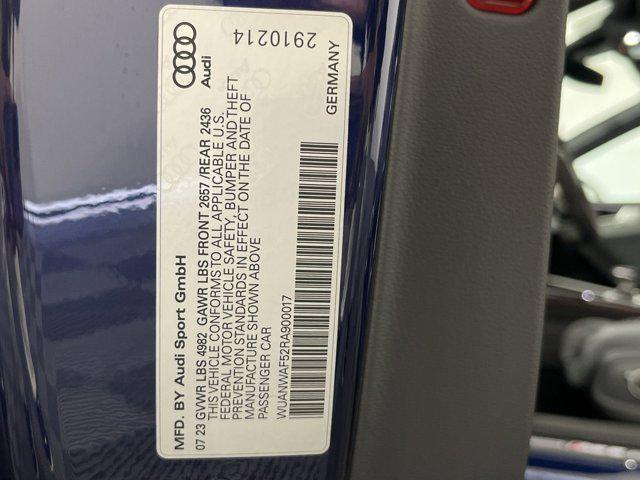 MFD. BY Audi Sport GmbH
Audi
2910214
07 23 GVWR LBS 4982 GAWR LBS FRONT 2657/REAR 2436
THIS VEHICLE CONFORMS TO ALL APPLICABLE U.S.
FEDERAL MOTOR VEHICLE SAFETY, BUMPER AND THEFT
PREVENTION STANDARDS IN EFFECT ON THE DATE OF
MANUFACTURE SHOWN ABOVE
PASSENGER CAR
GERMANY
WUANWAF52RA900017